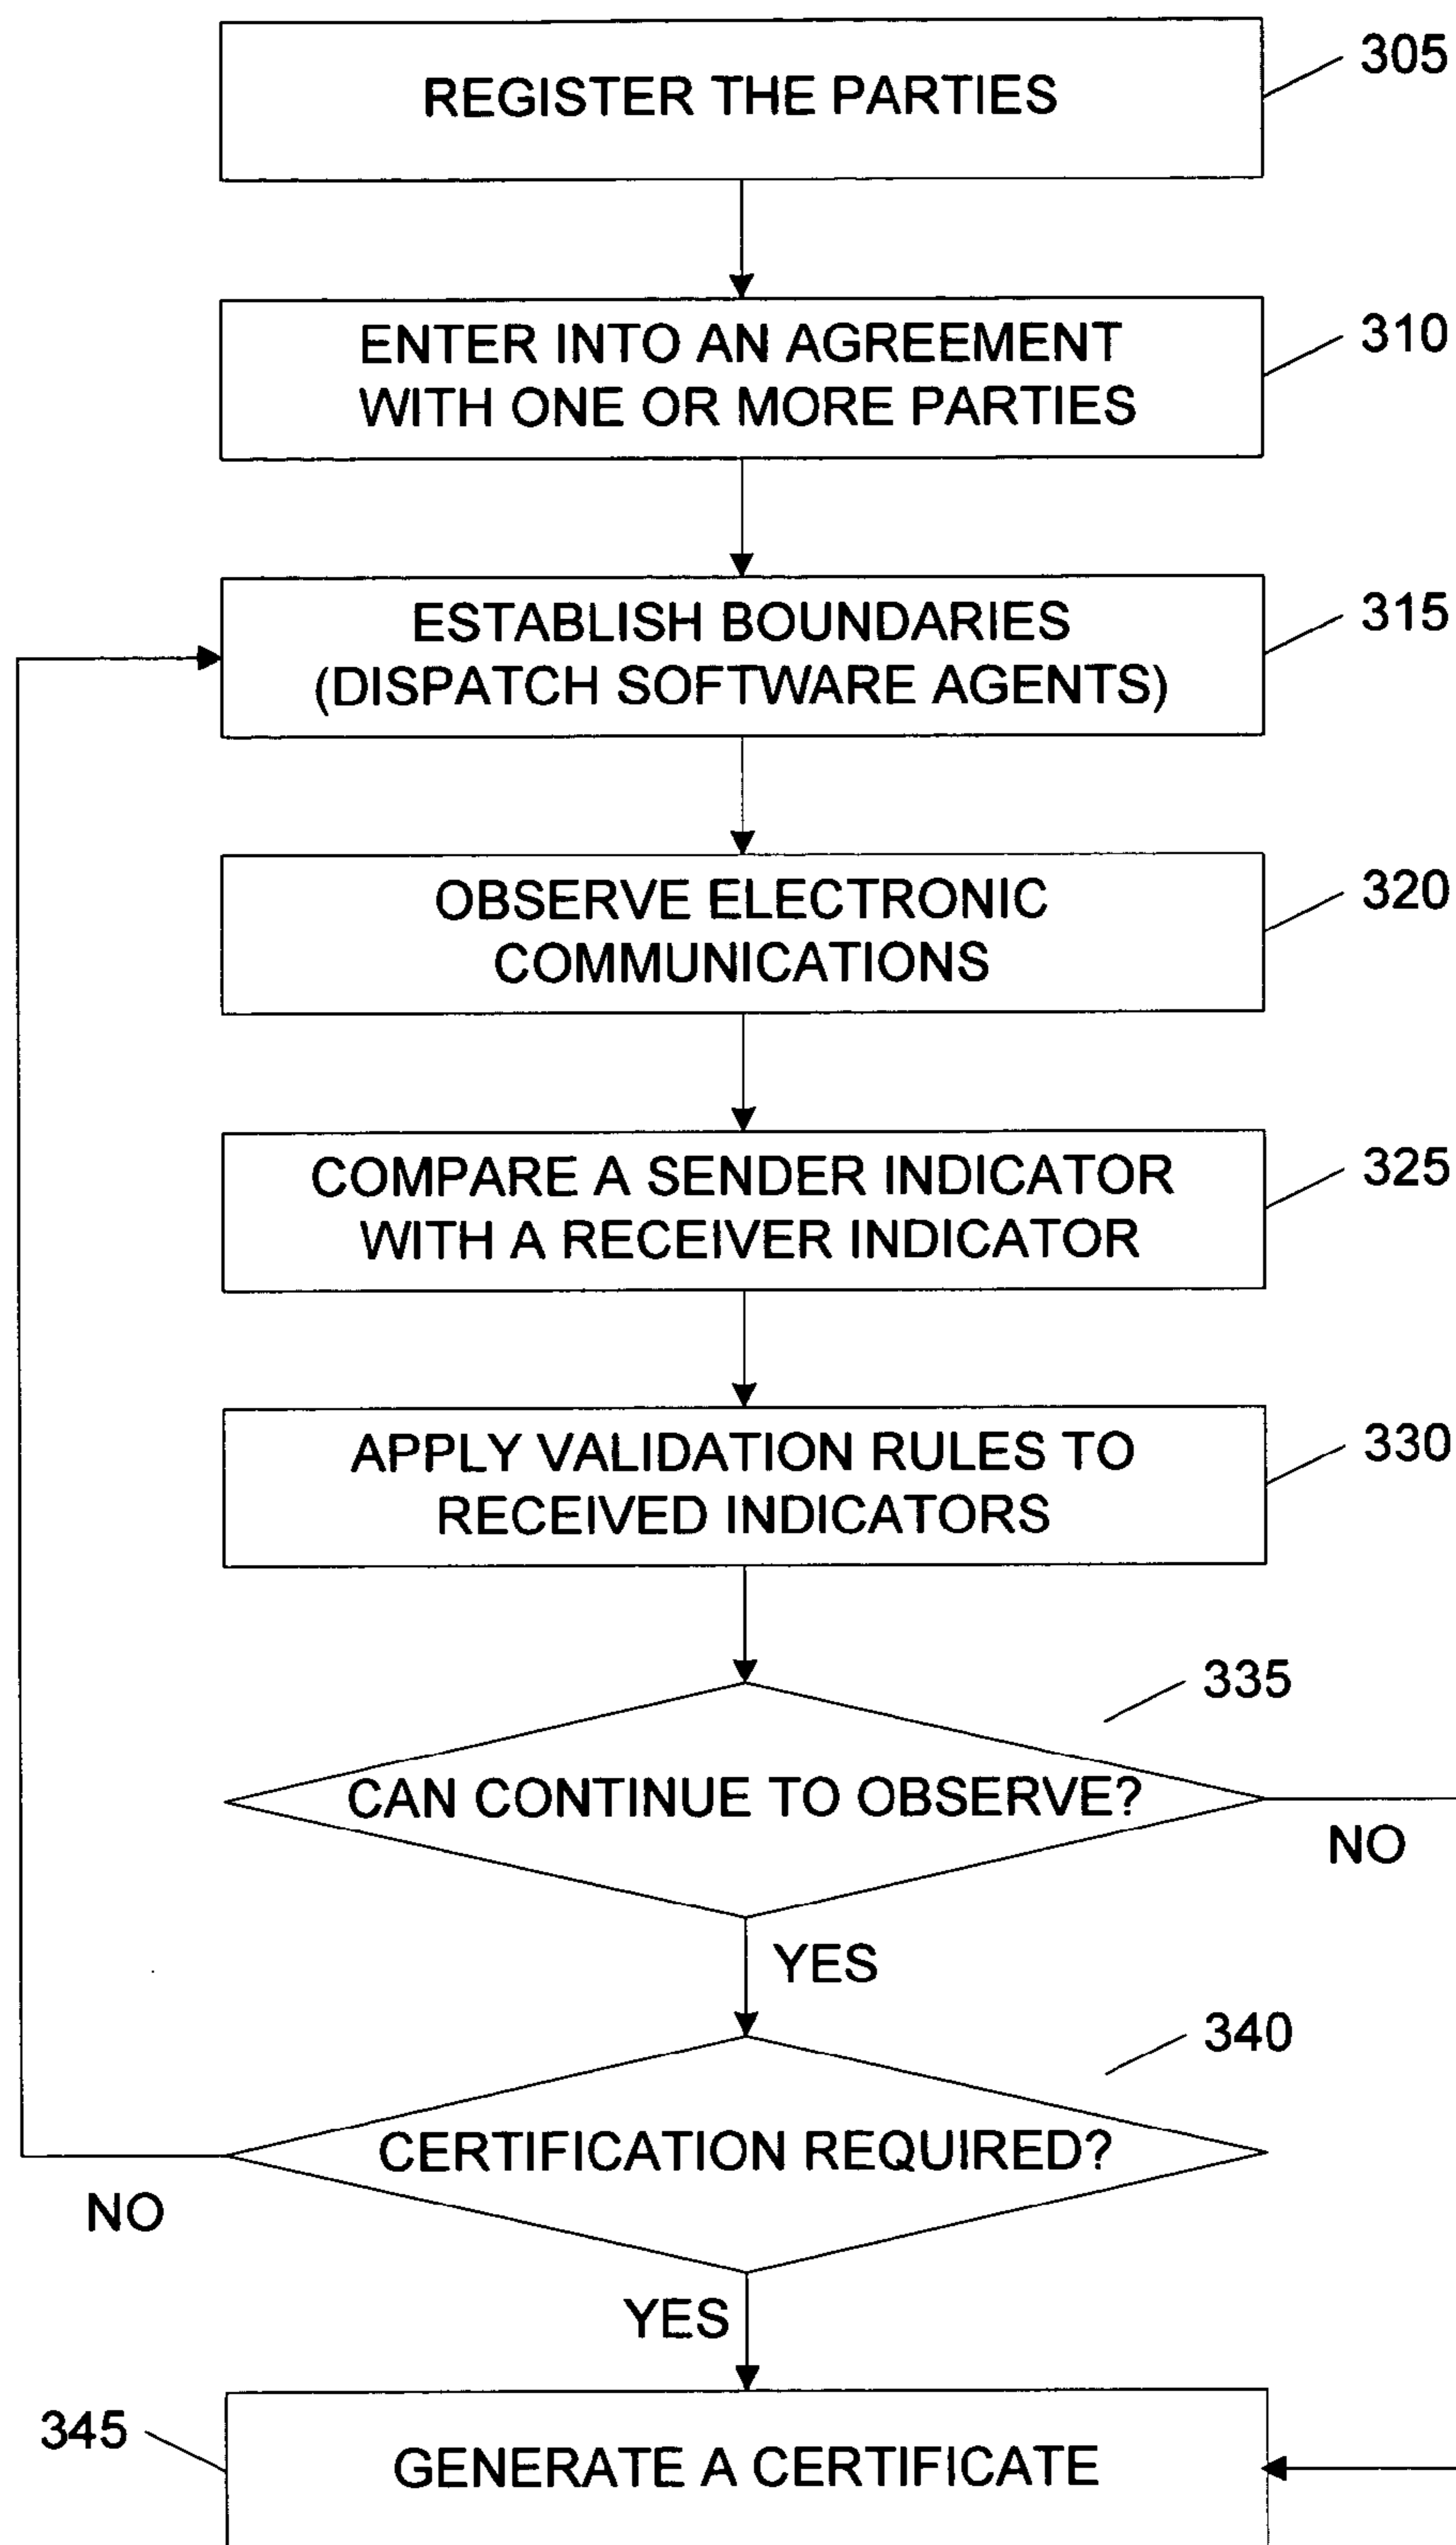 REGISTER THE PARTIES
305
ENTER INTO AN AGREEMENT
WITH ONE OR MORE PARTIES
310
ESTABLISH BOUNDARIES
(DISPATCH SOFTWARE AGENTS)
315
OBSERVE ELECTRONIC
COMMUNICATIONS
320
COMPARE A SENDER INDICATOR
WITH A RECEIVER INDICATOR
325
APPLY VALIDATION RULES TO
RECEIVED INDICATORS
330
335
CAN CONTINUE TO OBSERVE?
NO
YES
340
CERTIFICATION REQUIRED?
NO
YES
345
GENERATE A CERTIFICATE